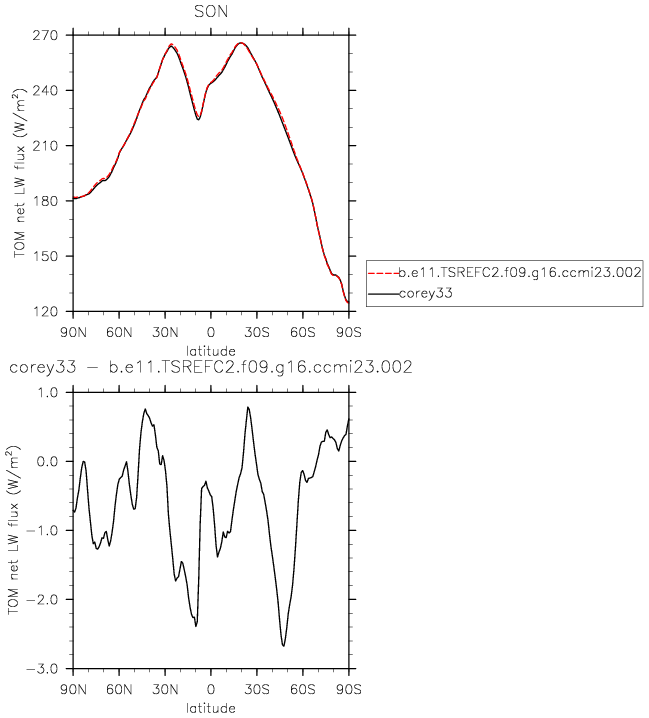 SON
TOM net LW flux (W/m²)
270
240
210
180
150
120
90N 60N 30N 0 30S 60S 90S
latitude
b.e11.TSREFC2.f09.g16.ccmi23.002
corey33
corey33 − b.e11.TSREFC2.f09.g16.ccmi23.002
TOM net LW flux (W/m²)
1.0
0.0
−1.0
−2.0
−3.0
90N 60N 30N 0 30S 60S 90S
latitude